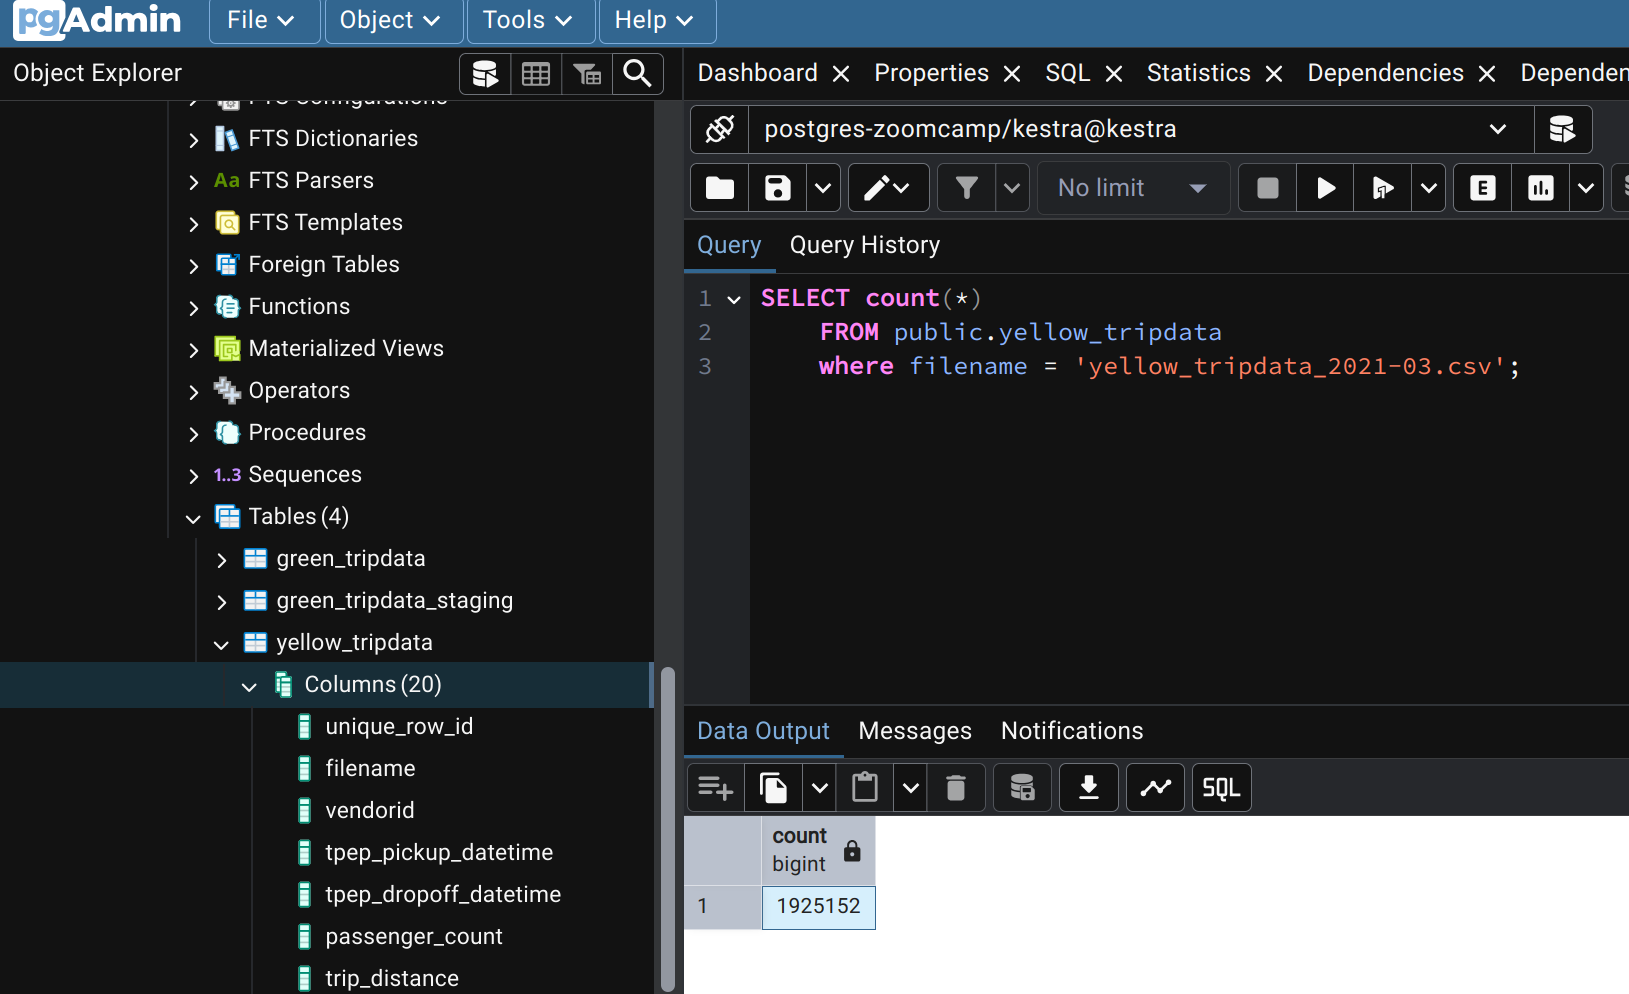 pgAdmin
File
Object
Tools
Help
Object Explorer
Dashboard
Properties
SQL
Statistics
Dependencies
FTS Configurations
FTS Dictionaries
Aa FTS Parsers
FTS Templates
Foreign Tables
Functions
Materialized Views
Operators
Procedures
1..3 Sequences
Tables (4)
green_tripdata
green_tripdata_staging
yellow_tripdata
Columns (20)
unique_row_id
filename
vendorid
tpep_pickup_datetime
tpep_dropoff_datetime
passenger_count
trip_distance
postgres-zoomcamp/kestra@kestra
No limit
E
Query
Query History
1 SELECT count(*)
2 FROM public.yellow_tripdata
3 where filename = 'yellow_tripdata_2021-03.csv';
Data Output
Messages
Notifications
SQL
count
bigint
1 1925152